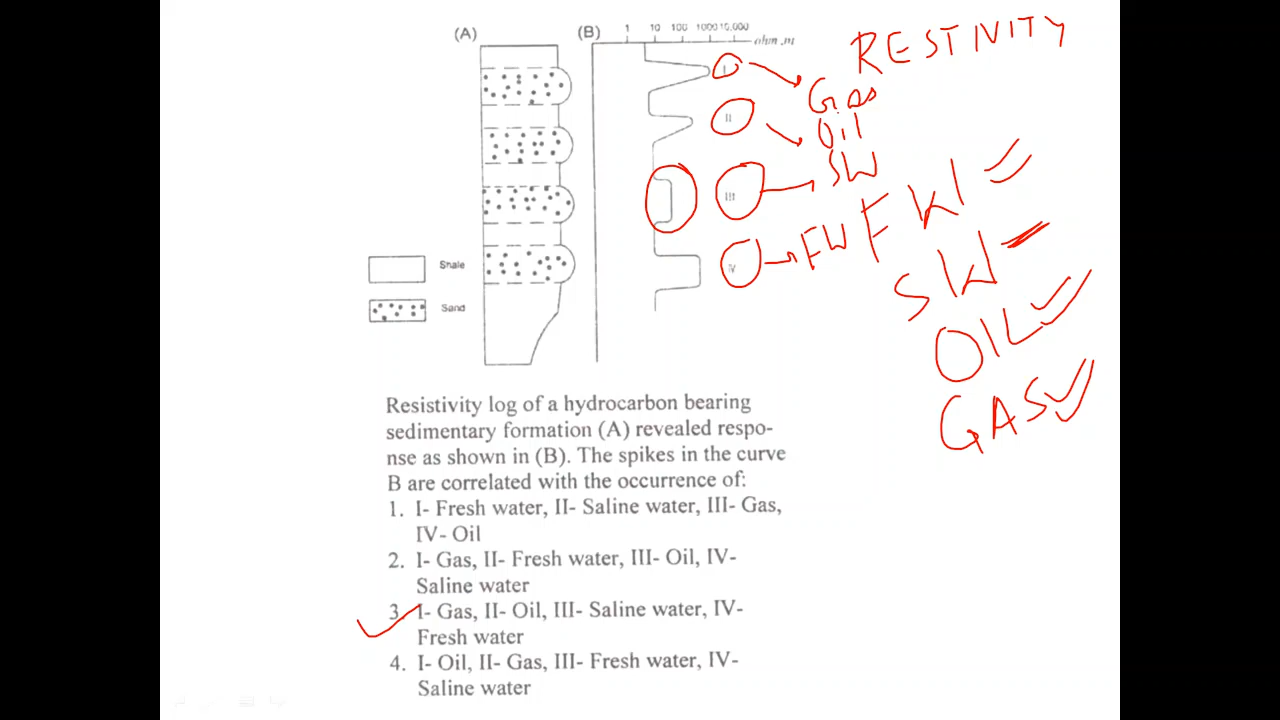 (A)
(B)
1 10 100 1000 10,000
ohm.m
RESTIVITY
I
Gas
II
Oil
SW
III
FW
IV
FW
SW
OIL
GAS
Shale
Sand
Resistivity log of a hydrocarbon bearing
sedimentary formation (A) revealed respo-
nse as shown in (B). The spikes in the curve
B are correlated with the occurrence of:
1. I- Fresh water, II- Saline water, III- Gas,
IV- Oil
2. I- Gas, II- Fresh water, III- Oil, IV-
Saline water
3. I- Gas, II- Oil, III- Saline water, IV-
Fresh water
4. I- Oil, II- Gas, III- Fresh water, IV-
Saline water